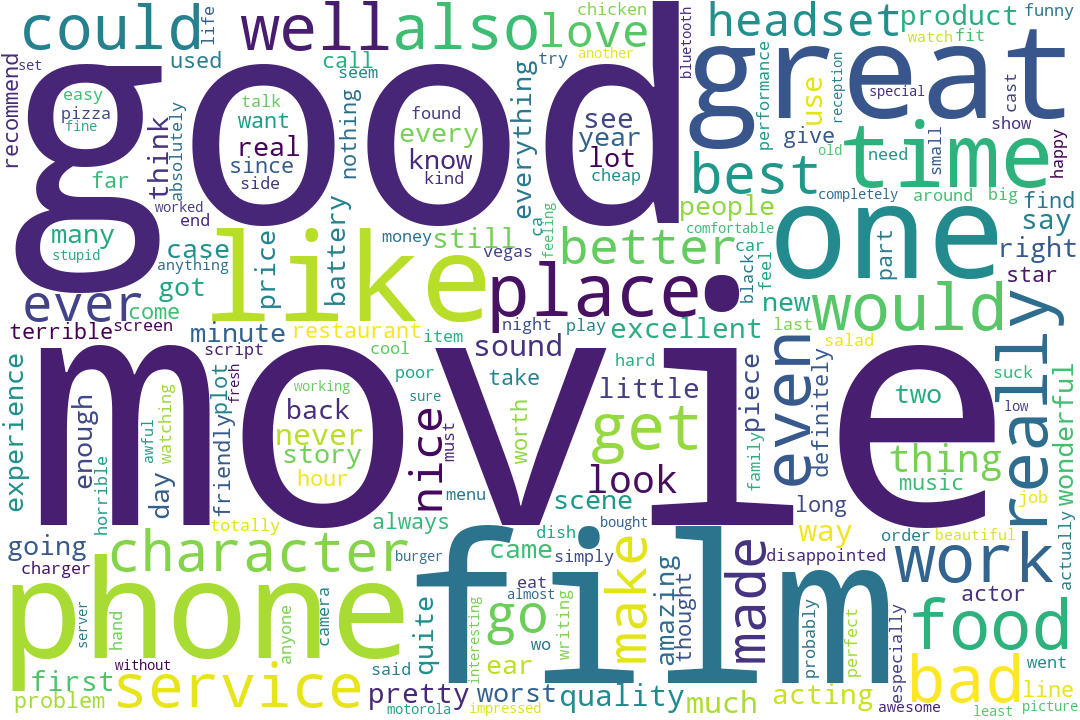 could
life
well
also
love
chicken
try
another
bluetooth
headset
product
funny
watch
fit
recommend
set
used
call
seem
good
great
easy
pizza
fine
talk
want
real
since
side
found
every
know
kind
see
year
lot
cheap
think
absolutely
nothing
everything
performance
use
give
reception
special
cast
show
small
happy
old
need
time
far
many
stupid
worked
end
case
anything
got
come
like
price
battery
money
still
vegas
ca
feeling
better
best
people
comfortable
completely
around
big
find
say
right
star
one
car
feel
black
part
new
would
ever
terrible
screen
minute
script
restaurant
cool
item
night
play
place
excellent
sound
hard
last
salad
really
movie
experience
enough
horrible
awful
watching
day
friendly
plot
fresh
working
back
never
story
hour
poor
sure
nice
must
menu
take
worth
little
get
look
scene
piece
family
even
definitely
long
two
thing
music
suck
low
job
wonderful
actually
going
charger
totally
always
dish
bought
came
simply
burger
character
way
order
beautiful
disappointed
work
actor
phone
film
server
hand
anyone
camera
quite
eat
almost
go
interesting
wo
writing
ear
make
amazing
thought
made
probably
perfect
especially
food
first
problem
without
service
said
pretty
motorola
worst
impressed
quality
much
acting
awesome
bad
least
went
line
picture